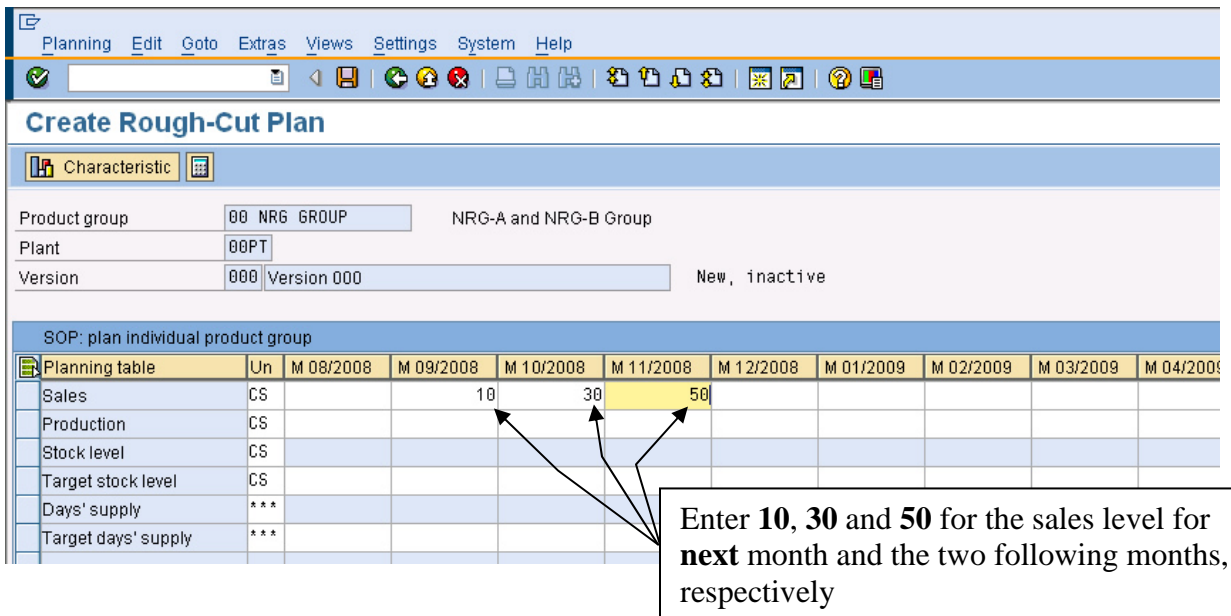 Planning Edit Goto Extras Views Settings System Help
Create Rough-Cut Plan
Characteristic
Product group 00 NRG GROUP NRG-A and NRG-B Group
Plant 00PT
Version 000 Version 000 New, inactive
SOP: plan individual product group
Planning table Un M 08/2008 M 09/2008 M 10/2008 M 11/2008 M 12/2008 M 01/2009 M 02/2009 M 03/2009 M 04/2009
Sales CS 10 30 50
Production CS
Stock level CS
Target stock level CS
Days' supply ***
Target days' supply ***
Enter 10, 30 and 50 for the sales level for
next month and the two following months,
respectively